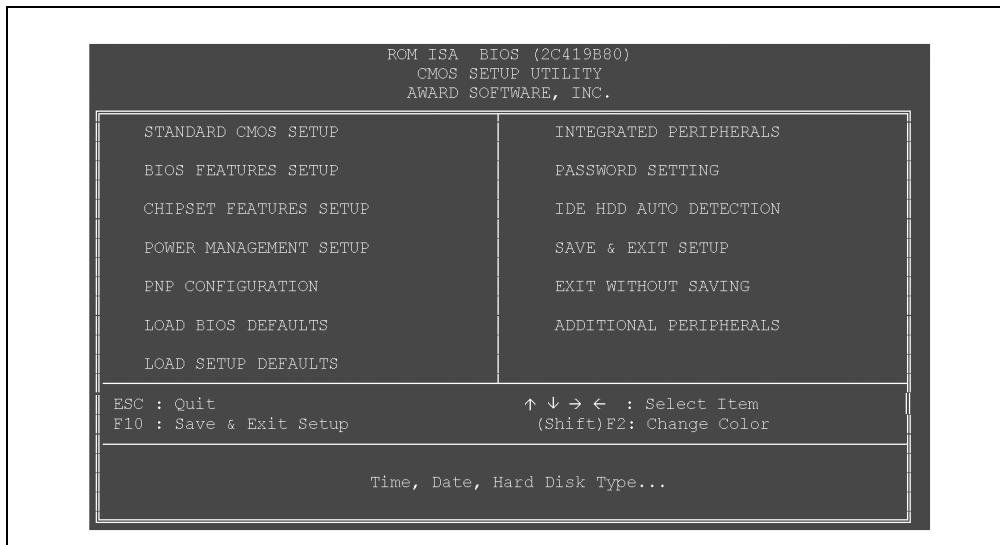 ROM ISA BIOS (2C419B80)
CMOS SETUP UTILITY
AWARD SOFTWARE, INC.
STANDARD CMOS SETUP
BIOS FEATURES SETUP
CHIPSET FEATURES SETUP
POWER MANAGEMENT SETUP
PNP CONFIGURATION
LOAD BIOS DEFAULTS
LOAD SETUP DEFAULTS
INTEGRATED PERIPHERALS
PASSWORD SETTING
IDE HDD AUTO DETECTION
SAVE & EXIT SETUP
EXIT WITHOUT SAVING
ADDITIONAL PERIPHERALS
ESC : Quit
F10 : Save & Exit Setup
↑ ↓ → ← : Select Item
(Shift)F2: Change Color
Time, Date, Hard Disk Type...